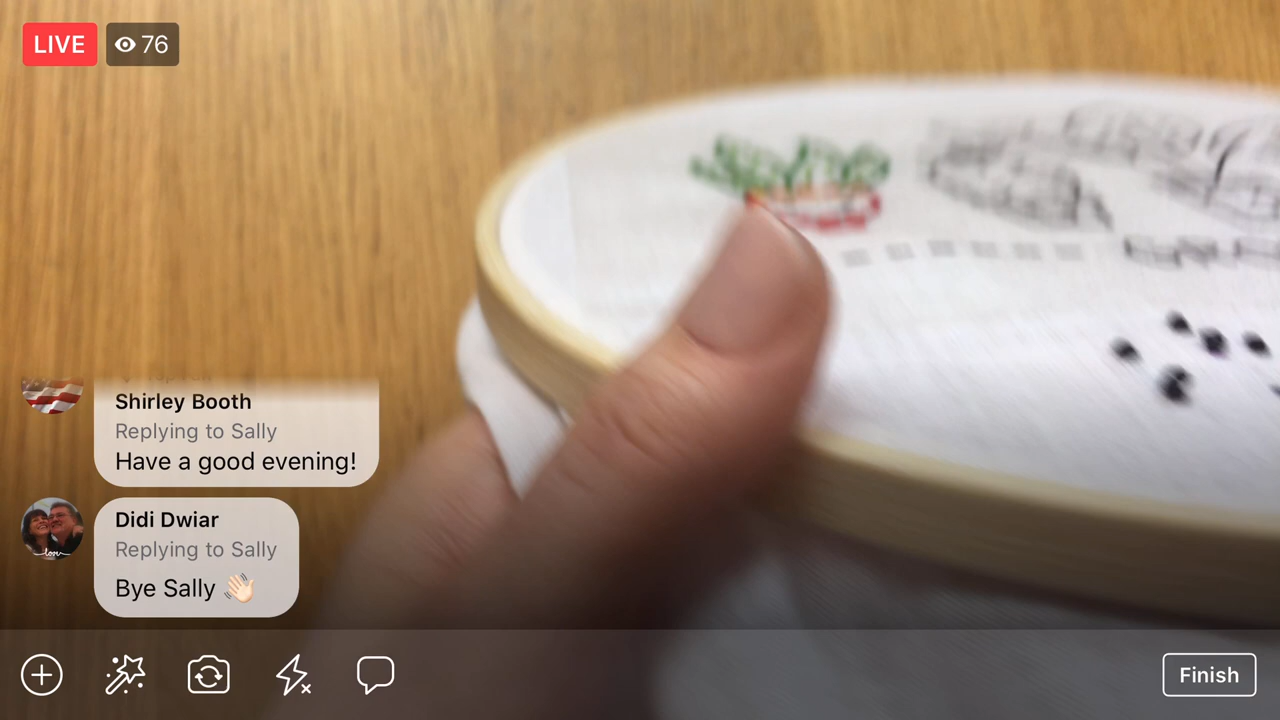 LIVE 76
Shirley Booth
Replying to Sally
Have a good evening!
Didi Dwiar
Replying to Sally
Bye Sally 👋🏻
Finish